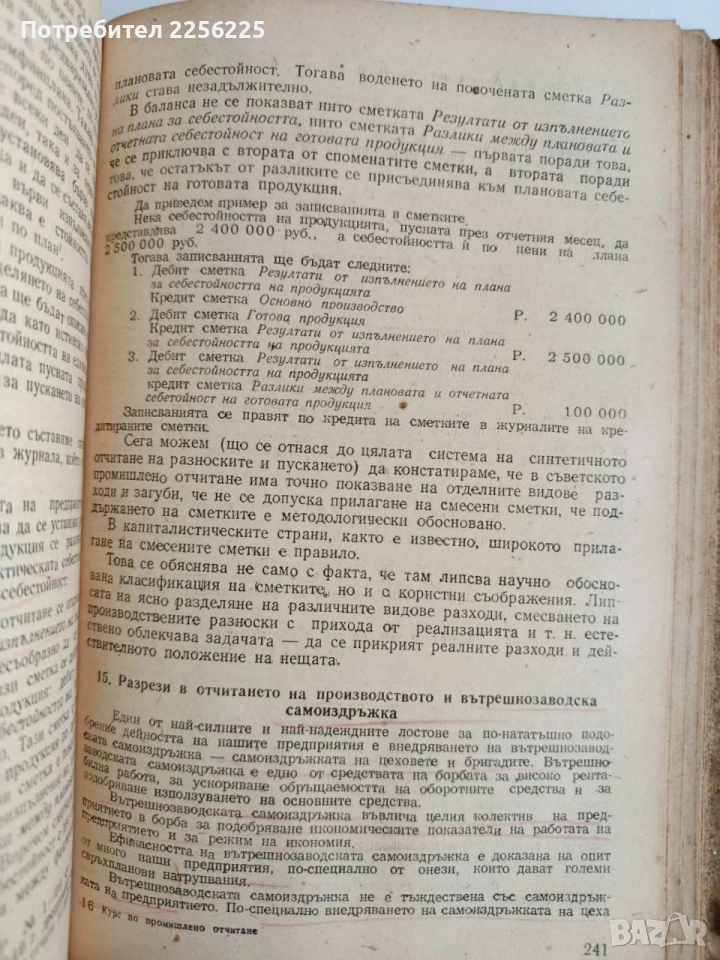 Потребител 2256225
плановата себестойност. Тогава воденето на посочената сметка Раз-
лики става незадължително.
В баланса не се показват нито сметката Резултати от изпълнението
на плана за себестойността, нито сметката Разлики между плановата и
отчетната себестойност на готовата продукция — първата поради това,
че се приключва с втората от споменатите сметки, а втората поради
това, че остатъкът от разликите се присъединява към плановата себе-
стойност на готовата продукция.
Да приведем пример за записванията в сметките.
Нека себестойността на продукцията, пусната през отчетния месец, да
представлява 2 400 000 руб., а себестойността ѝ по цени на плана
2 500 000 руб.
Тогава записванията ще бъдат следните:
1. Дебит сметка Резултати от изпълнението на плана
за себестойността на продукцията
Кредит сметка Основно производство Р. 2 400 000
2. Дебит сметка Готова продукция
Кредит сметка Резултати от изпълнението на плана
за себестойността на продукцията Р. 2 500 000
3. Дебит сметка Резултати от изпълнението на плана
за себестойността на продукцията
кредит сметка Разлики между плановата и отчетната
себетойност на готовата продукция Р. 100 000
Записванията се правят по кредита на сметките в журналите на кре-
дитираните сметки.
Сега можем (що се отнася до цялата система на синтетичното
отчитане на разноските и пускането) да констатираме, че в съветското
промишлено отчитане има точно показване на отделните видове раз-
ходи и загуби, че не се допуска прилагане на смесени сметки, че под-
държането на сметките е методологически обосновано.
В капиталистическите страни, както е известно, широкото прила-
гане на смесените сметки е правило.
Това се обяснява не само с факта, че там липсва научно обосно-
вана класификация на сметките, но и с користни съображения. Лип-
сата на ясно разделяне на различните видове разходи, смесването на
производствените разноски с прихода от реализацията и т. н. есте-
ствено облекчава задачата — да се прикрият реалните разходи и дей-
ствителното положение на нещата.
15. Разрези в отчитането на производството и вътрешнозаводска
самоиздръжка
Един от най-силните и най-надеждните лостове за по-нататъшно подо-
брение дейността на нашите предприятия е внедряването на вътрешнозавод-
ската самоиздръжка — самоиздръжката на цеховете и бригадите. Вътрешно-
заводската самоиздръжка е едно от средствата на борбата за високо рента-
билна работа, за ускоряване обръщаемостта на оборотните средства и за
подобряване използуването на основните средства.
Вътрешнозаводската самоиздръжка въвлича целия колектив на пред-
приятието в борба за подобряване икономическите показатели на работата на
предприятието и за режим на икономия.
Ефикасността на вътрешнозаводската самоиздръжка е доказана на опит
от много наши предприятия, по-специално от онези, които дават големи
свръхпланови натрупвания.
Вътрешнозаводската самоиздръжка не е тъждествена със самоиздръж-
ката на предприятието. По-специално внедряването на самоиздръжката на цеха
16 Курс по промишлено отчитане
241
BAZAR